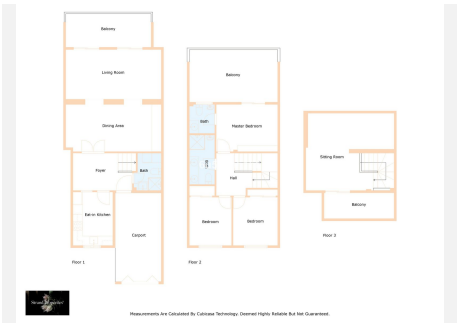 Balcony
Living Room
Dining Area
Foyer
Bath
Eat-in Kitchen
Carport
Floor 1
Balcony
Bath
Master Bedroom
Hall
Bedroom
Bedroom
Floor 2
Sitting Room
Balcony
Floor 3
Measurements Are Calculated By Cubicasa Technology. Deemed Highly Reliable But Not Guaranteed.